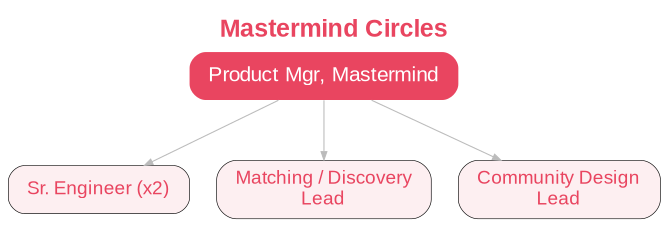 Mastermind Circles
Product Mgr, Mastermind
Sr. Engineer (x2)
Matching / Discovery
Lead
Community Design
Lead